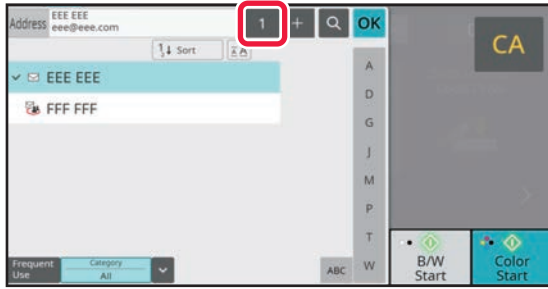 Address
EEE EEE
eee@eee.com
1
+
OK
CA
Sort
A
EEE EEE
D
FFF FFF
G
J
M
P
T
W
Frequent
Use
Category
All
ABC
B/W
Start
Color
Start